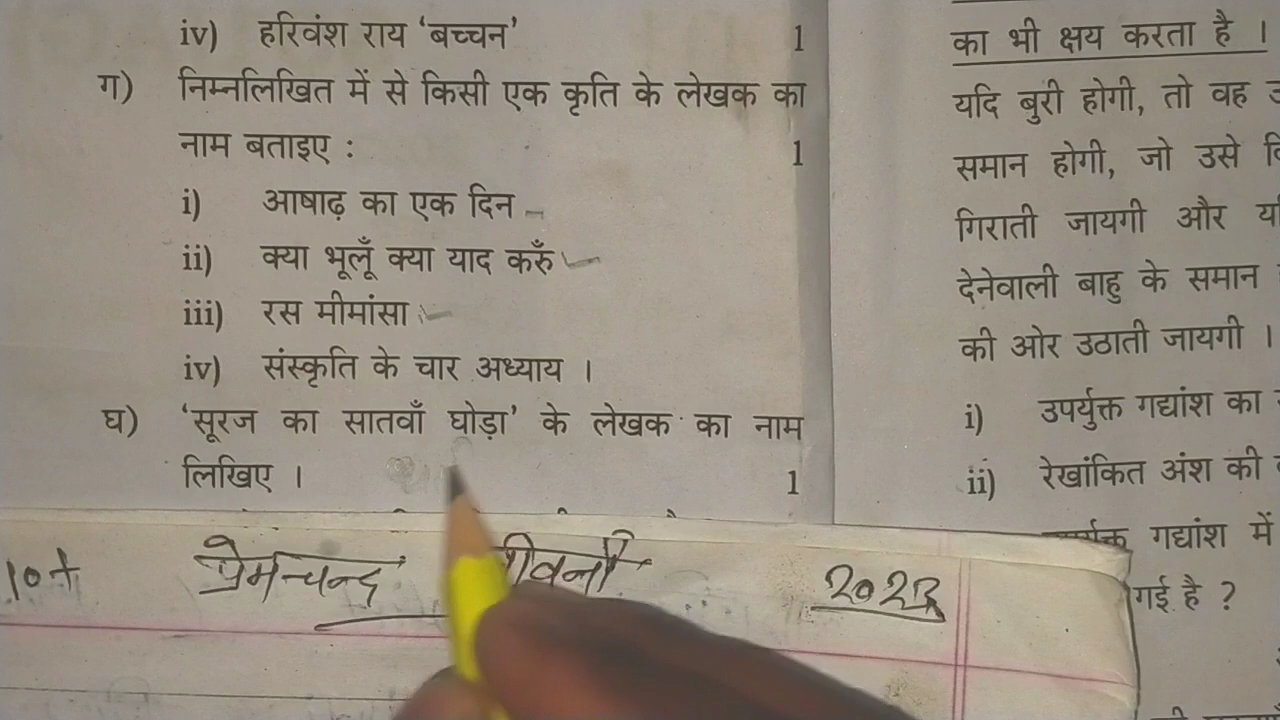 iv) हरिवंश राय ‘बच्चन’ 1
ग) निम्नलिखित में से किसी एक कृति के लेखक का
नाम बताइए : 1
i) आषाढ़ का एक दिन
ii) क्या भूलूँ क्या याद करुँ
iii) रस मीमांसा
iv) संस्कृति के चार अध्याय ।
घ) ‘सूरज का सातवाँ घोड़ा’ के लेखक का नाम
लिखिए । 1
10+ प्रेमचन्द 2023
का भी क्षय करता है ।
यदि बुरी होगी, तो वह
समान होगी, जो उसे
गिराती जायगी और
देनेवाली बाहु के समान
की ओर उठाती जायगी ।
i) उपर्युक्त गद्यांश का
ii) रेखांकित अंश की
गद्यांश में
गई है ?